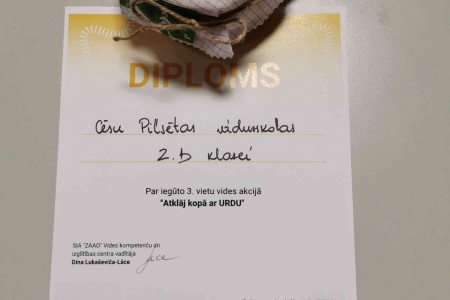 DIPLOMS
Cēsu Pilsētas vidusskolas
2.b klasei
Par iegūto 3. vietu vides akcijā
"Atklāj kopā ar URDU"
SIA "ZAAO" Vides kompetenču un
izglītības centra vadītāja
Dina Lukaševiča-Lāce